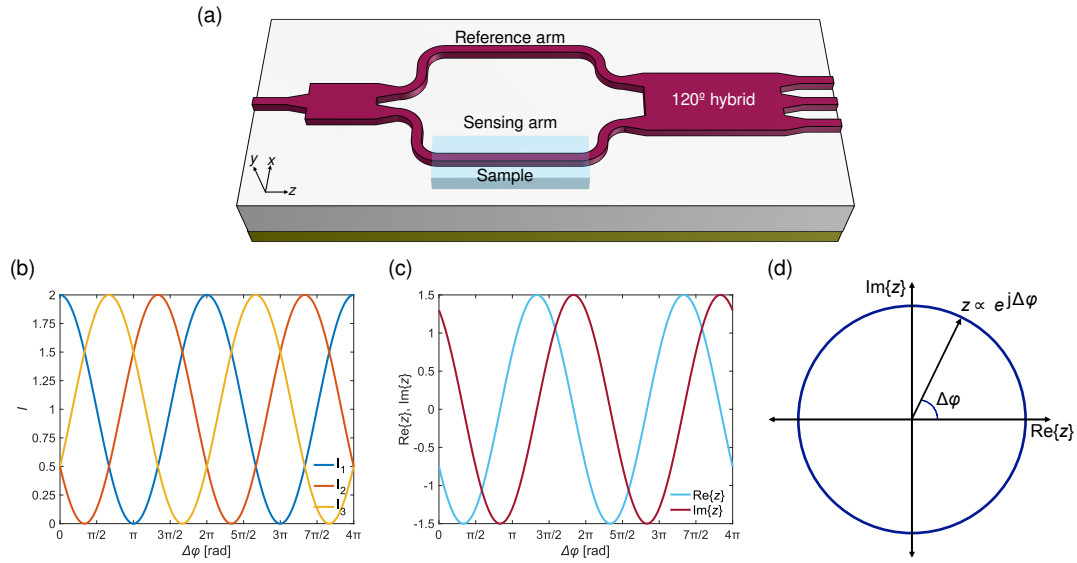 (a)
Reference arm
120º hybrid
Sensing arm
Sample
y x z
(b)
I
2
1.75
1.5
1.25
1
0.75
0.5
0.25
0
I₁
I₂
I₃
0 π/2 π 3π/2 2π 5π/2 3π 7π/2 4π
Δφ [rad]
(c)
Re{z}, Im{z}
1.5
1
0.5
0
-0.5
-1
-1.5
Re{z}
Im{z}
0 π/2 π 3π/2 2π 5π/2 3π 7π/2 4π
Δφ [rad]
(d)
Im{z}
z ∝ e^jΔφ
Δφ
Re{z}